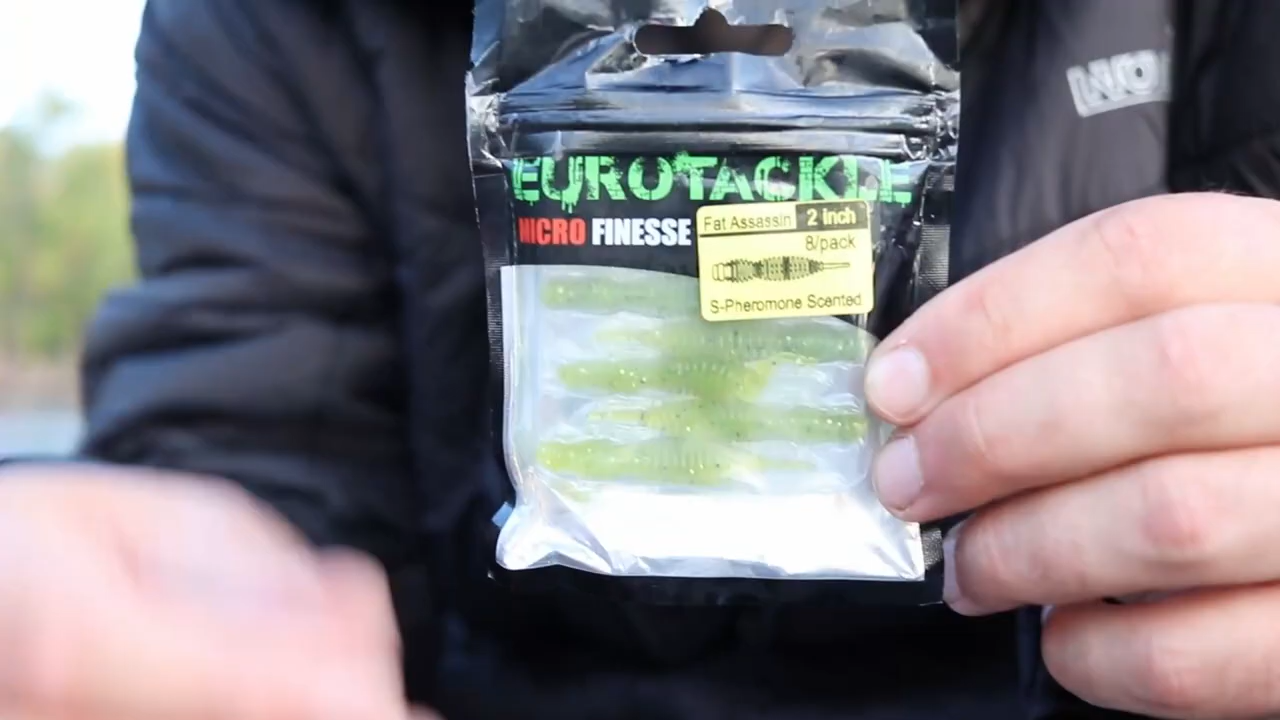 EUROTACKLE
MICRO FINESSE
Fat Assassin 2 inch
8/pack
S-Pheromone Scented